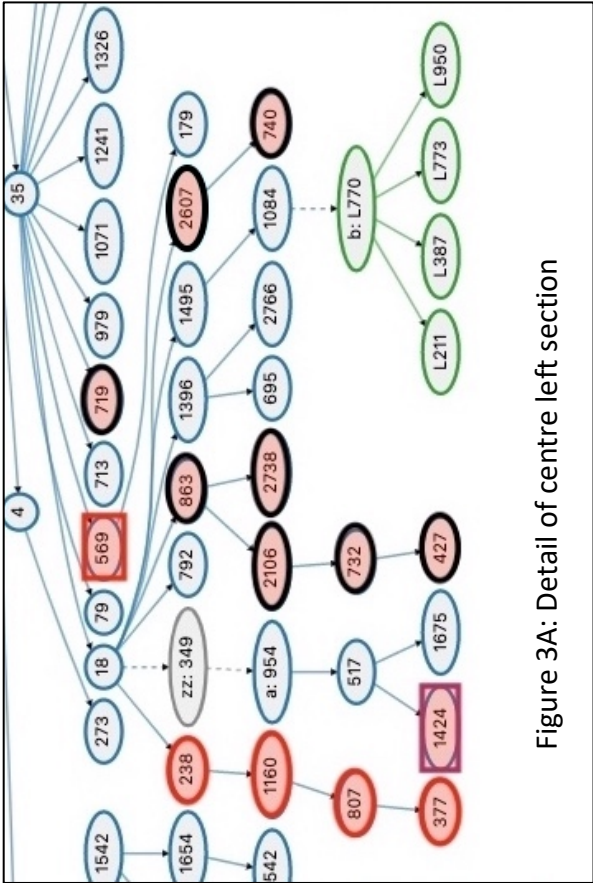 4 35
1542 273 18 79 569 713 719 979 1071 1241 1326
1654 238 zz: 349 792 863 1396 1495 2607 179
542 1160 a: 954 2106 2738 695 2766 1084 740
807 517 732 b: L770
377 1424 1675 427 L211 L387 L773 L950
Figure 3A: Detail of centre left section